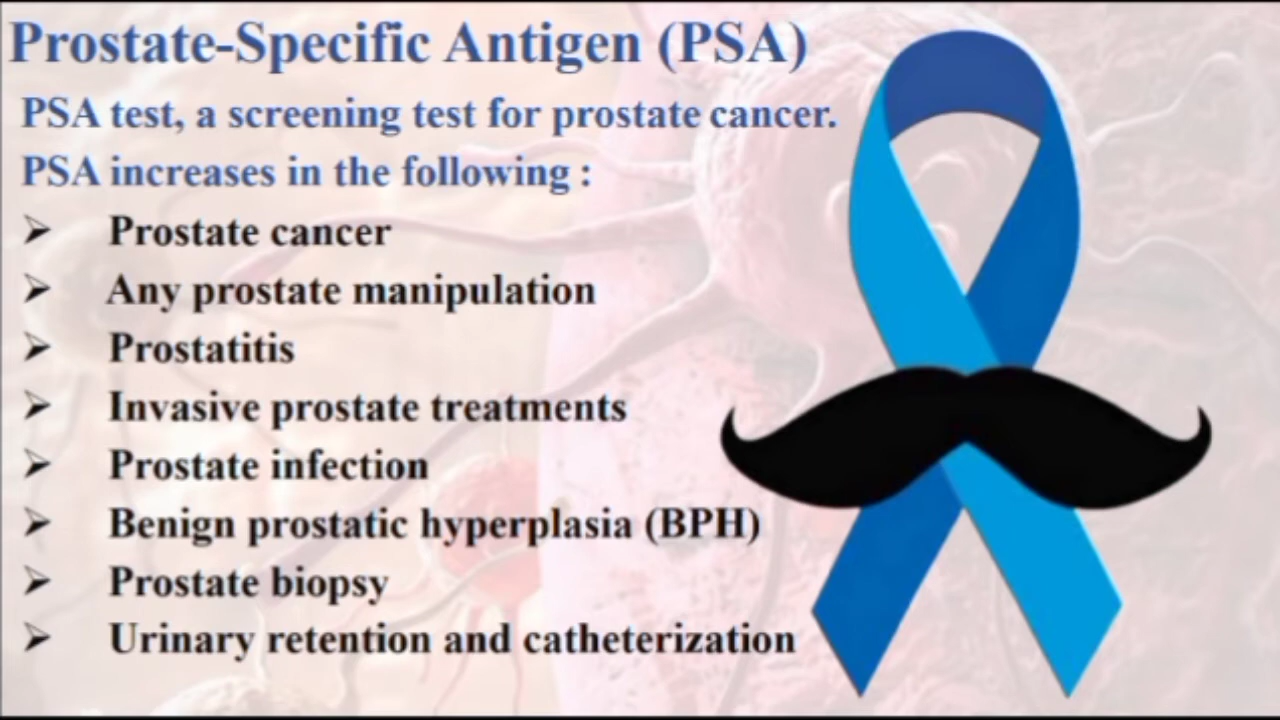 Prostate-Specific Antigen (PSA)
PSA test, a screening test for prostate cancer.
PSA increases in the following :
➢ Prostate cancer
➢ Any prostate manipulation
➢ Prostatitis
➢ Invasive prostate treatments
➢ Prostate infection
➢ Benign prostatic hyperplasia (BPH)
➢ Prostate biopsy
➢ Urinary retention and catheterization